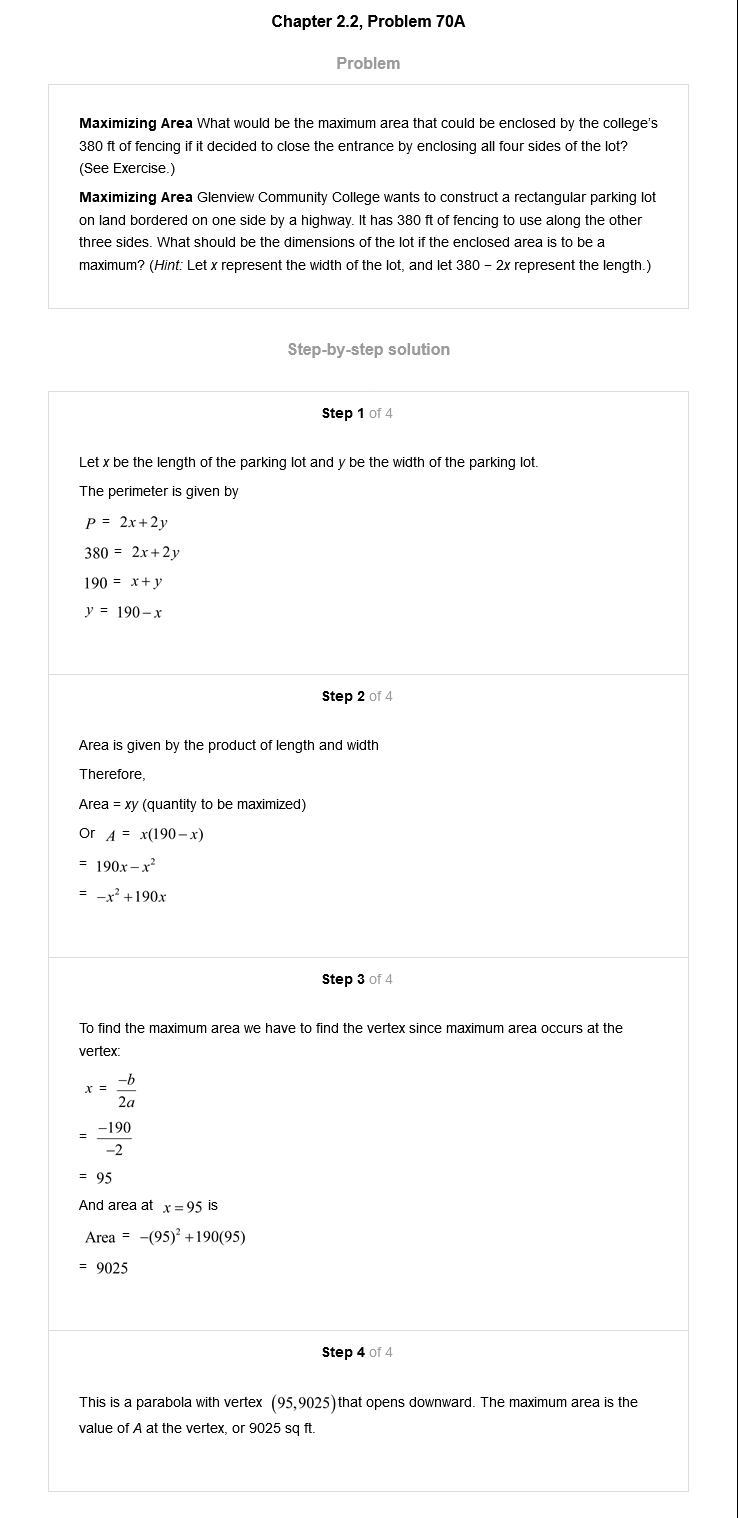 Chapter 2.2, Problem 70A
Problem
Maximizing Area What would be the maximum area that could be enclosed by the college's
380 ft of fencing if it decided to close the entrance by enclosing all four sides of the lot?
(See Exercise.)
Maximizing Area Glenview Community College wants to construct a rectangular parking lot
on land bordered on one side by a highway. It has 380 ft of fencing to use along the other
three sides. What should be the dimensions of the lot if the enclosed area is to be a
maximum? (Hint: Let x represent the width of the lot, and let 380 − 2x represent the length.)
Step-by-step solution
Step 1 of 4
Let x be the length of the parking lot and y be the width of the parking lot.
The perimeter is given by
P = 2x+2y
380 = 2x+2y
190 = x+y
y = 190−x
Step 2 of 4
Area is given by the product of length and width
Therefore,
Area = xy (quantity to be maximized)
Or A = x(190−x)
= 190x−x²
= −x²+190x
Step 3 of 4
To find the maximum area we have to find the vertex since maximum area occurs at the
vertex:
x = −b/2a
= −190/−2
= 95
And area at x=95 is
Area = −(95)²+190(95)
= 9025
Step 4 of 4
This is a parabola with vertex (95,9025) that opens downward. The maximum area is the
value of A at the vertex, or 9025 sq ft.